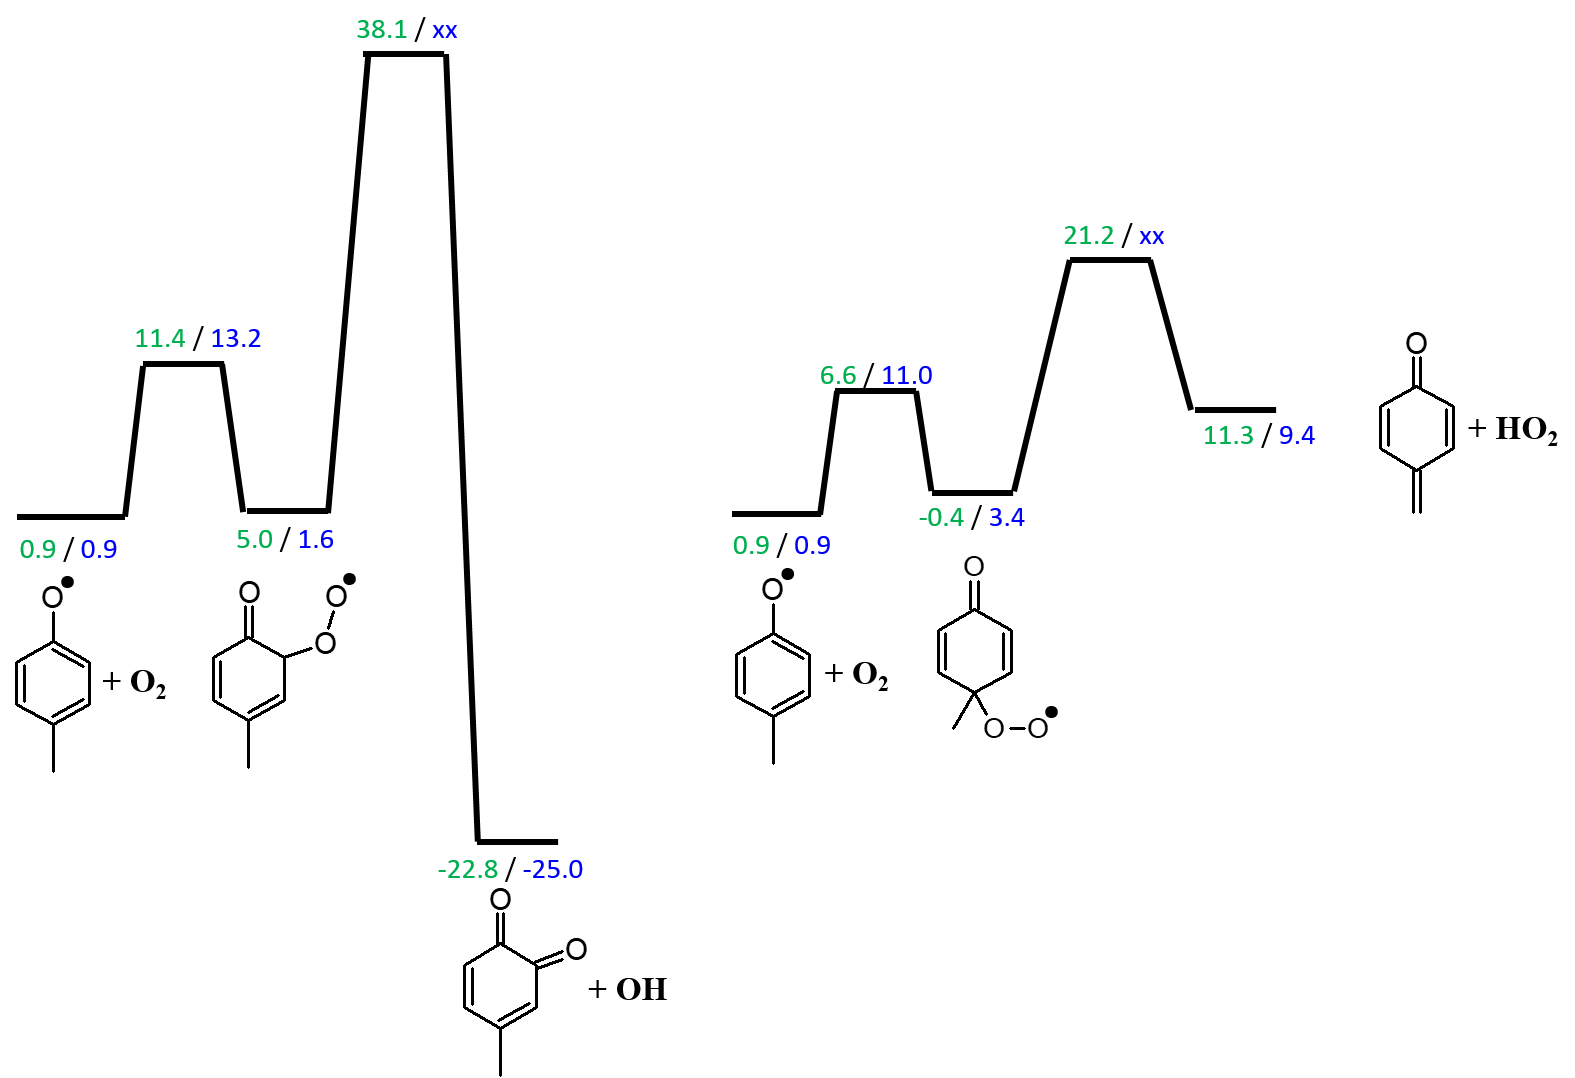 38.1 / xx
21.2 / xx
11.4 / 13.2
6.6 / 11.0
O
+ HO2
11.3 / 9.4
0.9 / 0.9
5.0 / 1.6
0.9 / 0.9
-0.4 / 3.4
O•
+ O2
O
O•
O
O•
+ O2
O
O–O•
-22.8 / -25.0
O
O
+ OH